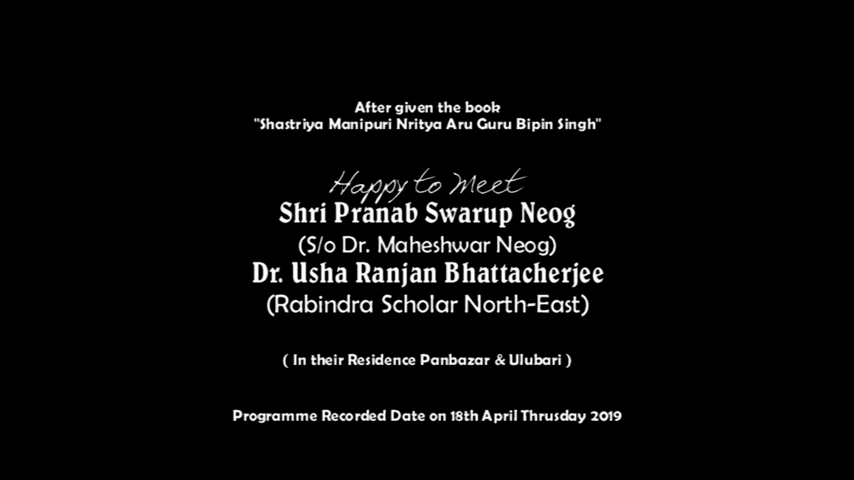 After given the book
"Shastriya Manipuri Nritya Aru Guru Bipin Singh"
Happy to Meet
Shri Pranab Swarup Neog
(S/o Dr. Maheshwar Neog)
Dr. Usha Ranjan Bhattacherjee
(Rabindra Scholar North-East)
( In their Residence Panbazar & Ulubari )
Programme Recorded Date on 18th April Thrusday 2019